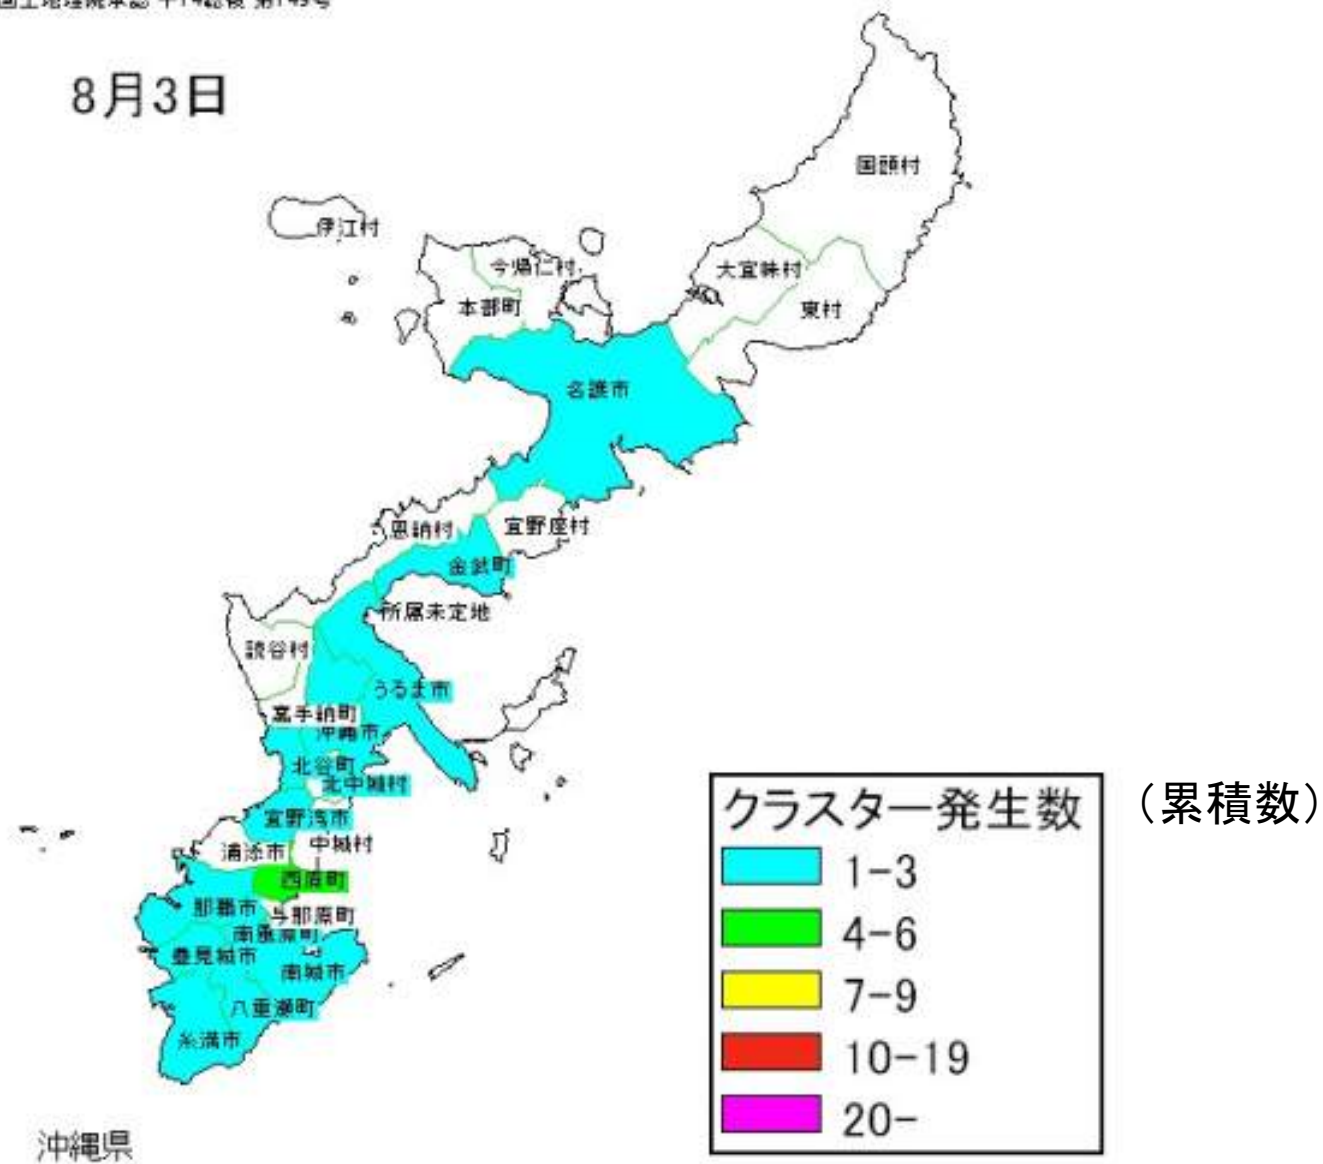 8月3日
国頭村
伊江村
今帰仁村
大宜味村
本部町
東村
名護市
恩納村
宜野座村
金武町
所属未定地
読谷村
うるま市
嘉手納町
沖縄市
北谷町
北中城村
宜野湾市
中城村
浦添市
西原町
那覇市
与那原町
南風原町
豊見城市
南城市
八重瀬町
糸満市
クラスター発生数
（累積数）
1-3
4-6
7-9
10-19
20-
沖縄県